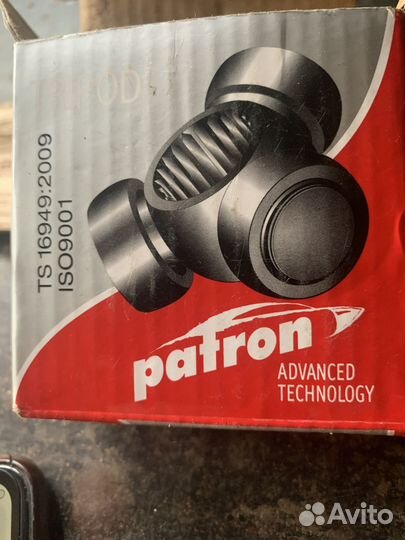 TS 16949:2009
ISO9001
patron
ADVANCED
TECHNOLOGY
Avito